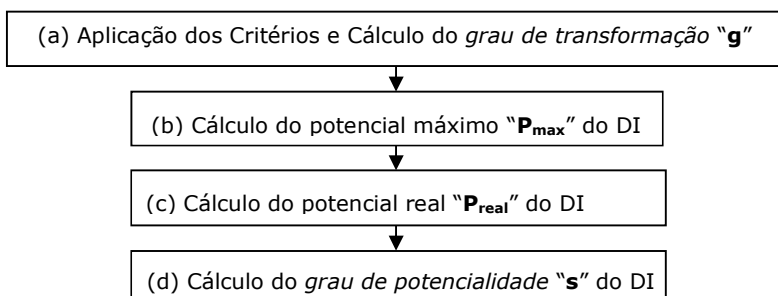 (a) Aplicação dos Critérios e Cálculo do grau de transformação “g”
(b) Cálculo do potencial máximo “Pmax” do DI
(c) Cálculo do potencial real “Preal” do DI
(d) Cálculo do grau de potencialidade “s” do DI